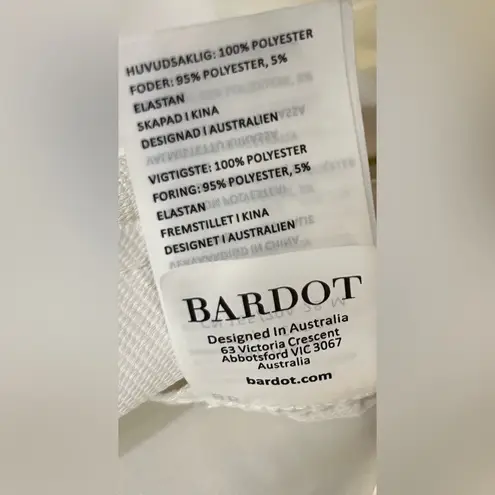 HUVUDSAKLIG: 100% POLYESTER
FODER: 95% POLYESTER, 5%
ELASTAN
SKAPAD I KINA
DESIGNAD I AUSTRALIEN
VIGTIGSTE: 100% POLYESTER
FORING: 95% POLYESTER, 5%
ELASTAN
FREMSTILLET I KINA
DESIGNET I AUSTRALIEN
BARDOT
Designed In Australia
63 Victoria Crescent
Abbotsford VIC 3067
Australia
bardot.com